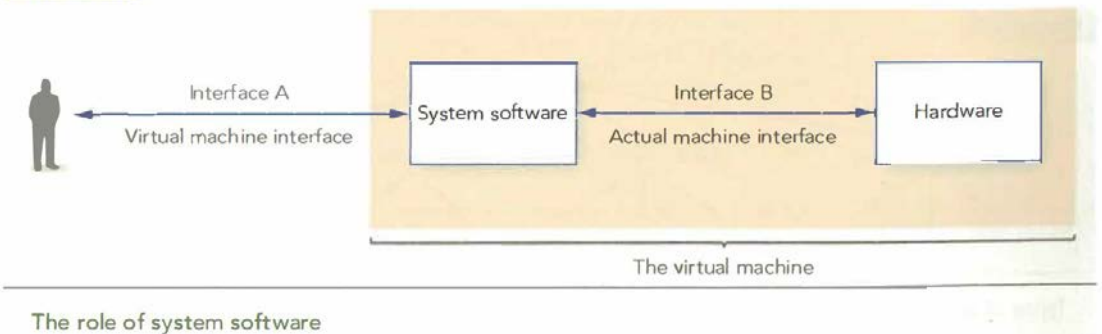 Interface A
Virtual machine interface
System software
Interface B
Actual machine interface
Hardware
The virtual machine
The role of system software